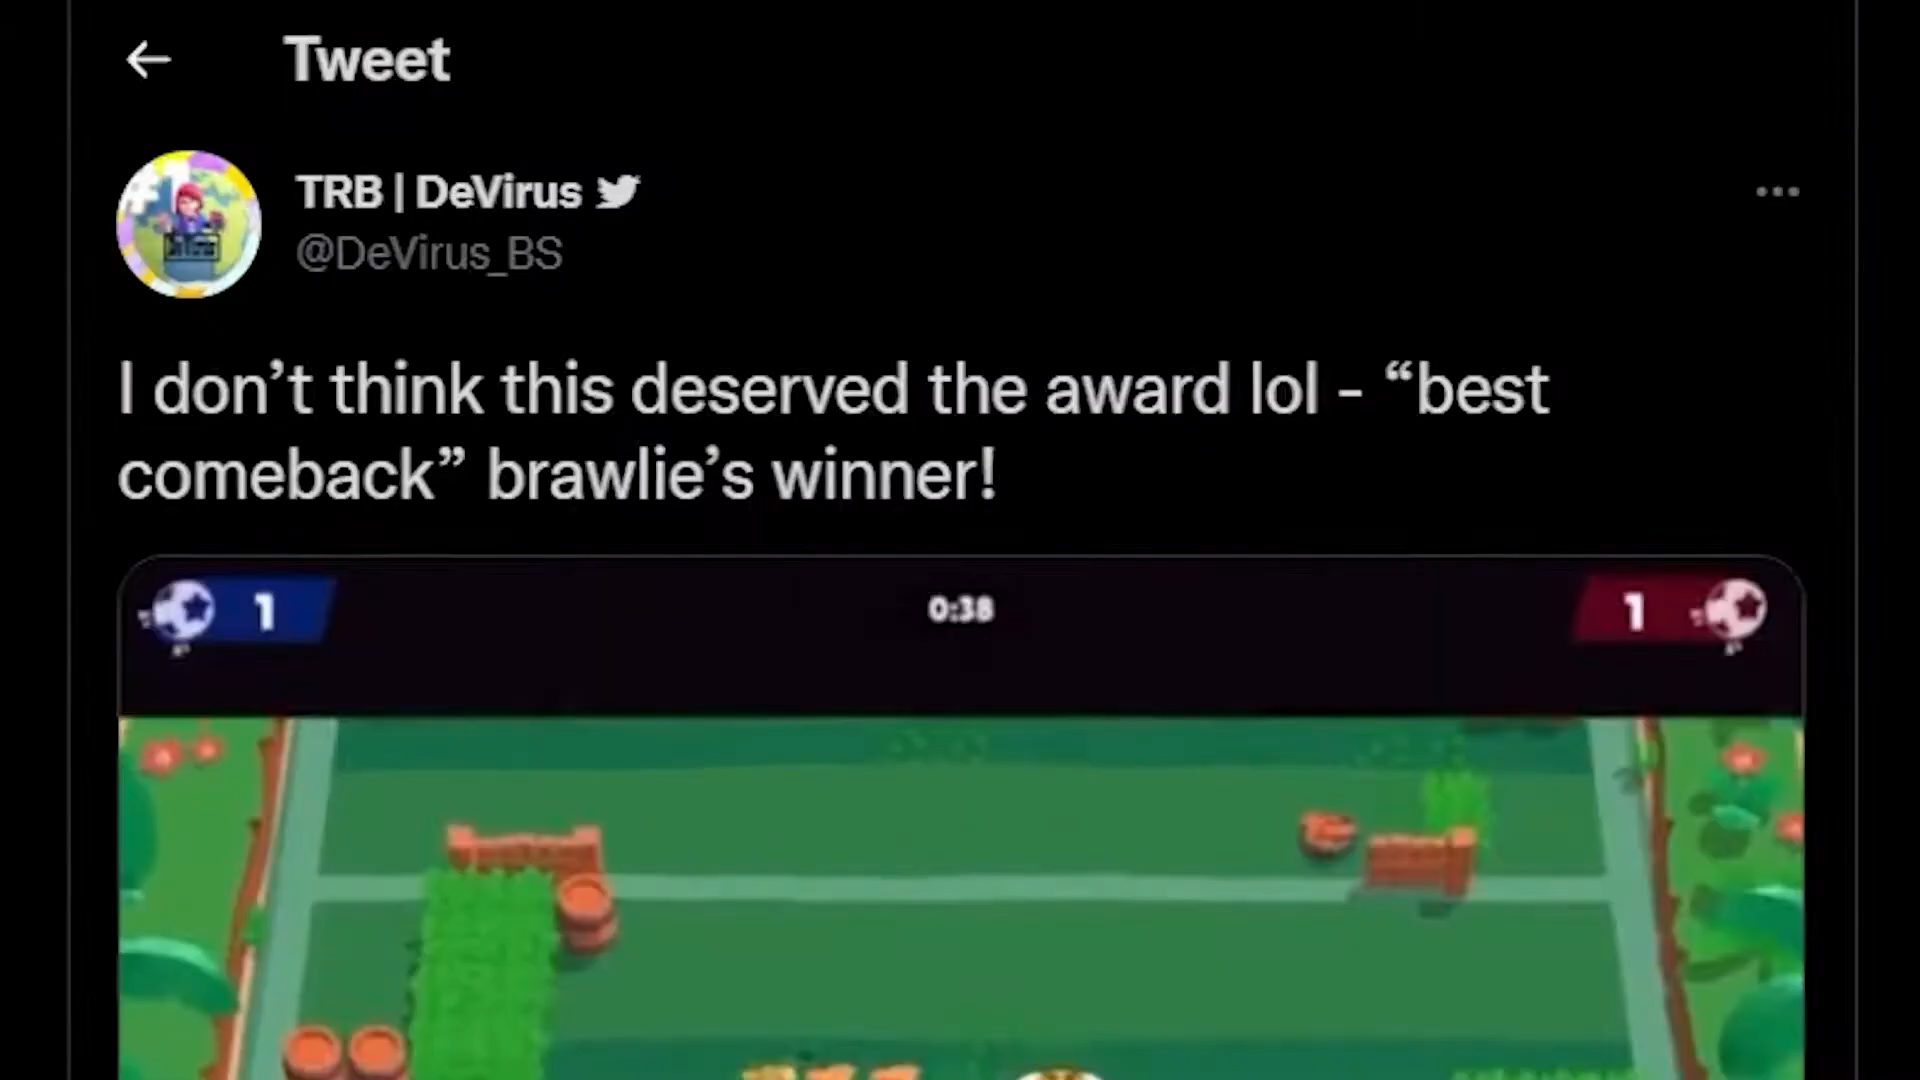 Tweet
TRB | DeVirus
@DeVirus_BS
I don’t think this deserved the award lol - “best
comeback” brawlie’s winner!
1 0:38 1